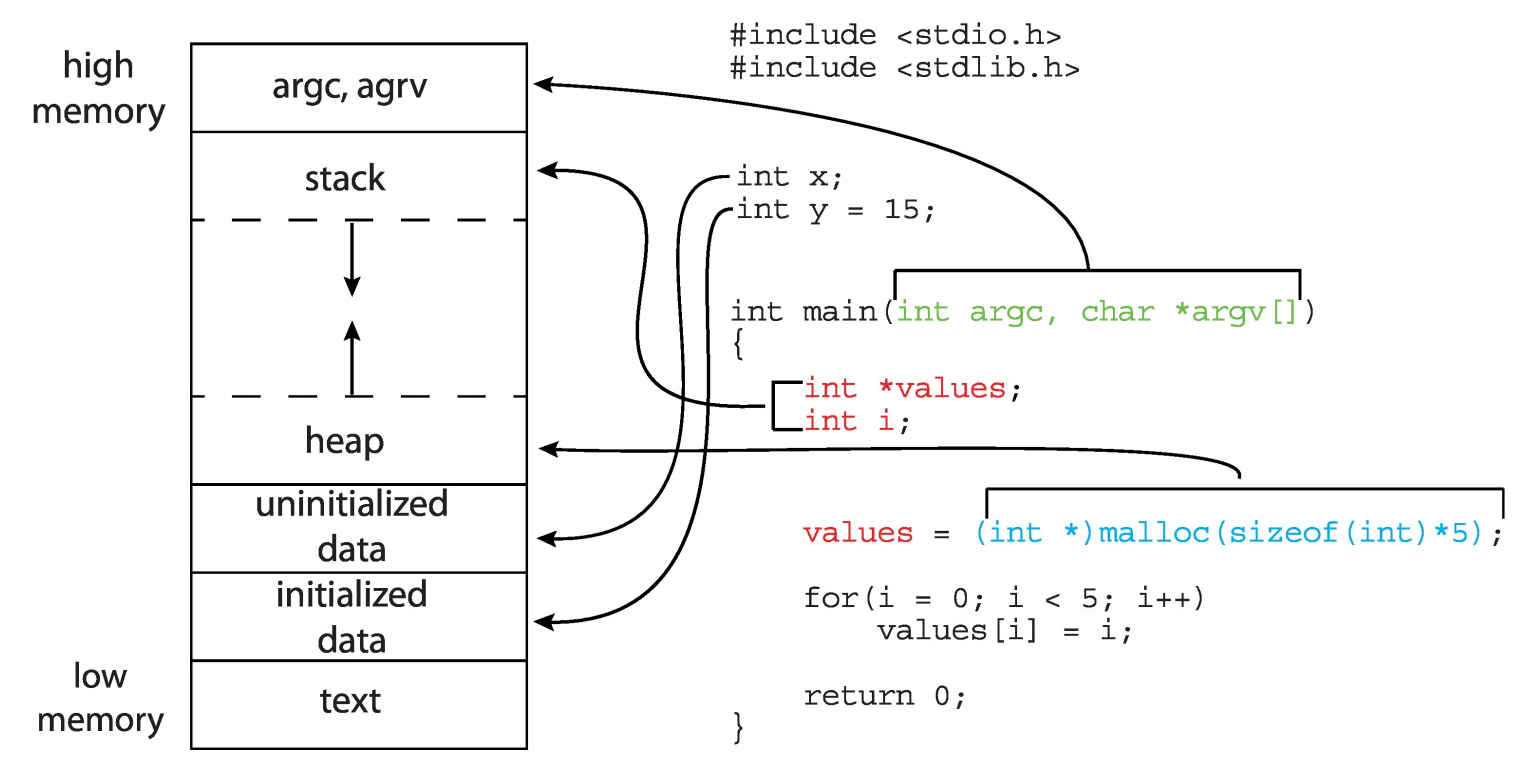 high
memory
argc, agrv
stack
heap
uninitialized
data
initialized
data
low
memory
text
#include <stdio.h>
#include <stdlib.h>
int x;
int y = 15;
int main(int argc, char *argv[])
{
int *values;
int i;
values = (int *)malloc(sizeof(int)*5);
for(i = 0; i < 5; i++)
values[i] = i;
return 0;
}